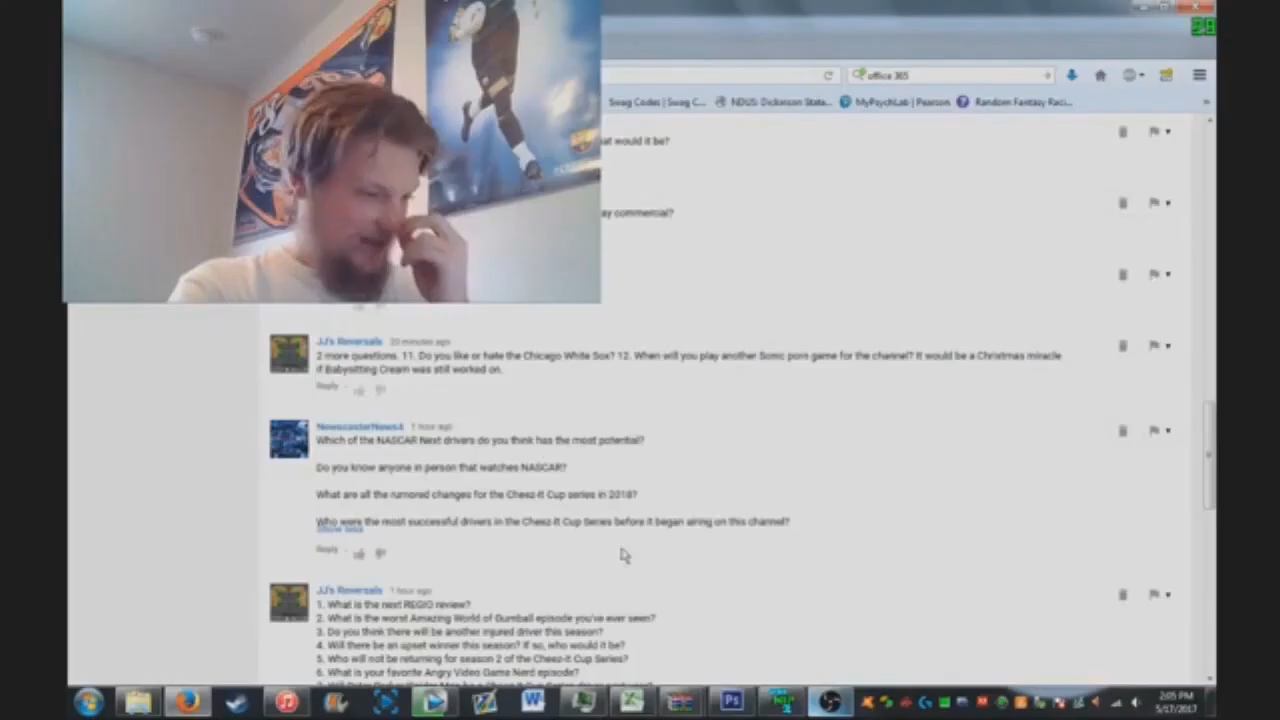 38
office 365
Swag Codes | Swag C...
NDUS: Dickinson State...
MyPsychLab | Pearson
Random Fantasy Raci...
at would it be?
ay commercial?
JJ's Reversals 20 minutes ago
2 more questions. 11. Do you like or hate the Chicago White Sox? 12. When will you play another Sonic porn game for the channel? It would be a Christmas miracle
if Babysitting Cream was still worked on.
Reply
NewscasterNews4 1 hour ago
Which of the NASCAR Next drivers do you think has the most potential?
Do you know anyone in person that watches NASCAR?
What are all the rumored changes for the Cheez-It Cup series in 2018?
Who were the most successful drivers in the Cheez-It Cup Series before it began airing on this channel?
Show less
Reply
JJ's Reversals 1 hour ago
1. What is the next REGIO review?
2. What is the worst Amazing World of Gumball episode you've ever seen?
3. Do you think there will be another injured driver this season?
4. Will there be an upset winner this season? If so, who would it be?
5. Who will not be returning for season 2 of the Cheez-It Cup Series?
6. What is your favorite Angry Video Game Nerd episode?
2:05 PM
5/17/2017